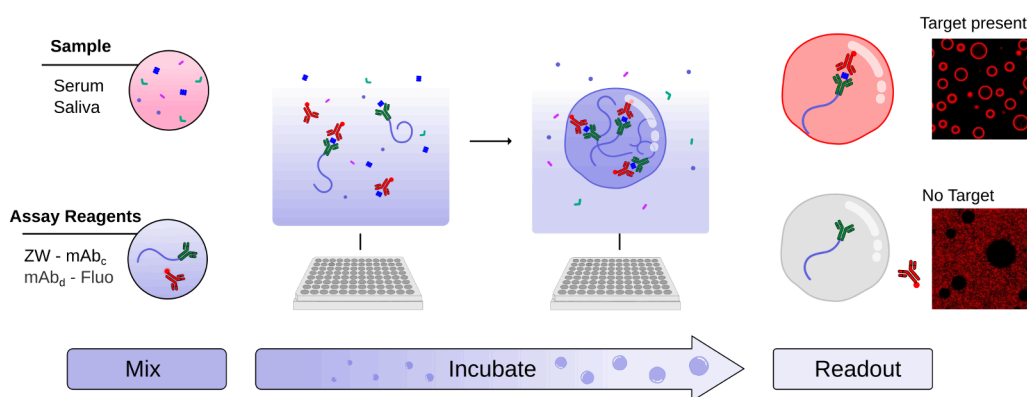 Sample
Serum
Saliva
Assay Reagents
ZW - mAbc
mAbd - Fluo
Target present
No Target
Mix
Incubate
Readout